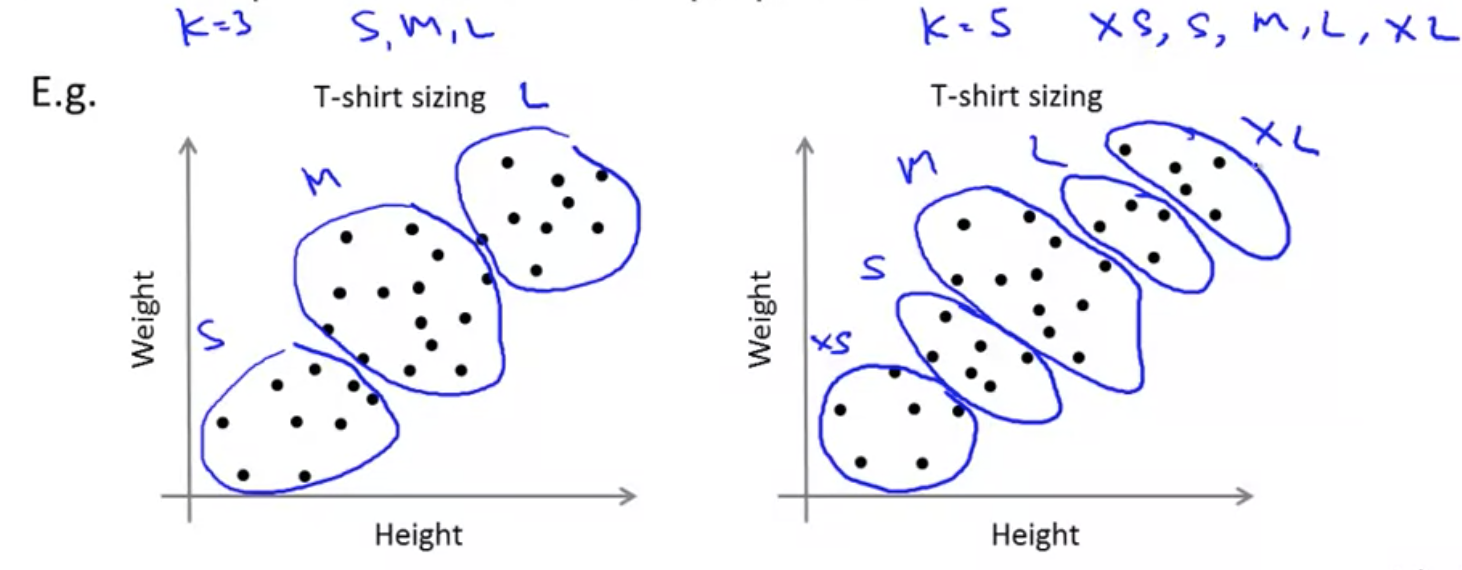 K=3 S, M, L
K=5 XS, S, M, L, XL
E.g.
T-shirt sizing L
M
S
Weight
Height
T-shirt sizing
XL
L
M
S
XS
Weight
Height